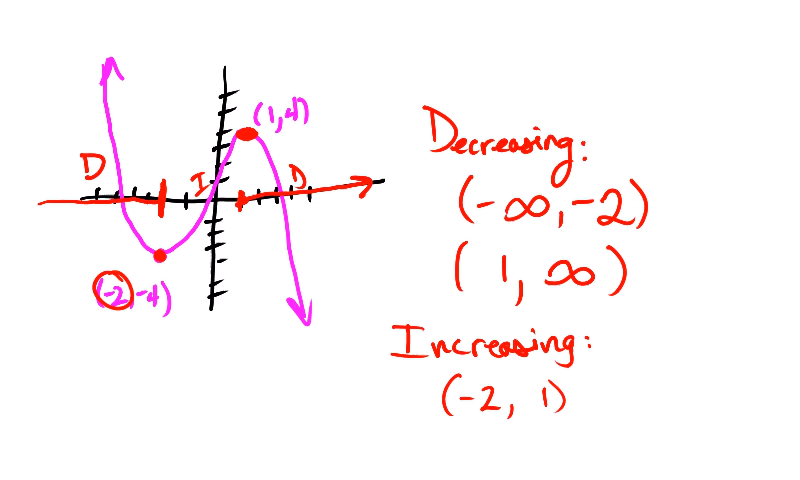 (1,4)
D
I
D
(-2,-4)
Decreasing:
(-∞,-2)
(1,∞)
Increasing:
(-2, 1)